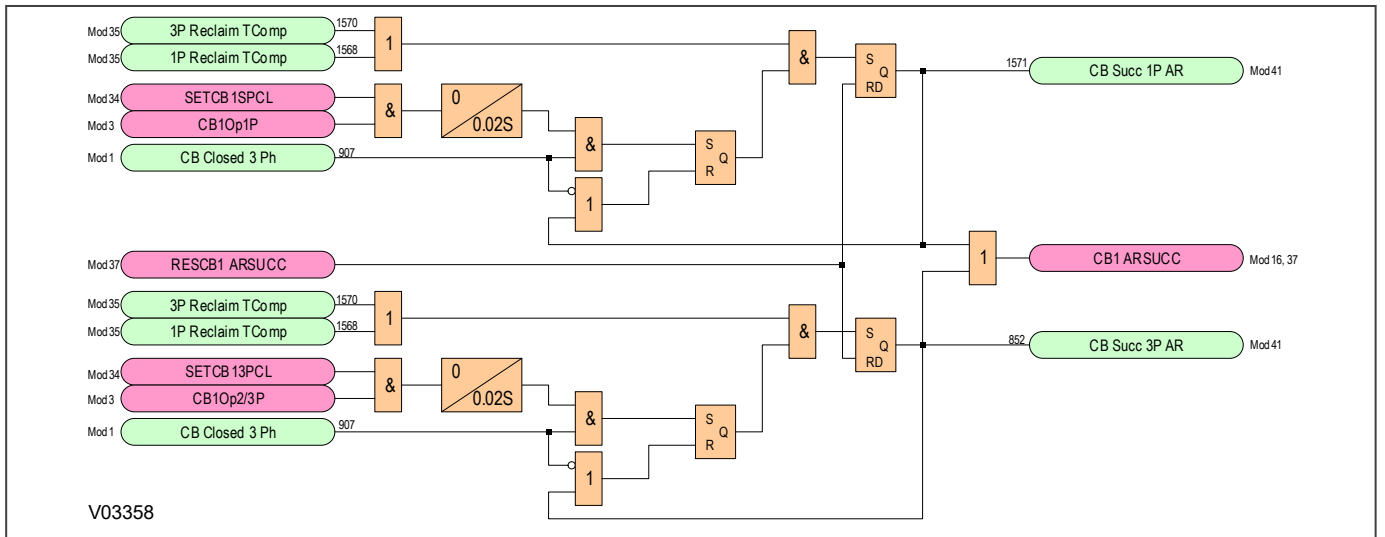 Mod 35 3P Reclaim TComp 1570
Mod 35 1P Reclaim TComp 1568
1
&
S Q RD
1571 CB Succ 1P AR Mod 41
Mod 34 SETCB1SPCL
Mod 3 CB1Op1P
&
0 0.02S
&
S Q R
Mod 1 CB Closed 3 Ph 907
1
Mod 37 RESCB1 ARSUCC
1
CB1 ARSUCC Mod 16, 37
Mod 35 3P Reclaim TComp 1570
Mod 35 1P Reclaim TComp 1568
1
&
S Q RD
852 CB Succ 3P AR Mod 41
Mod 34 SETCB13PCL
Mod 3 CB1Op2/3P
&
0 0.02S
&
S Q R
Mod 1 CB Closed 3 Ph 907
1
V03358